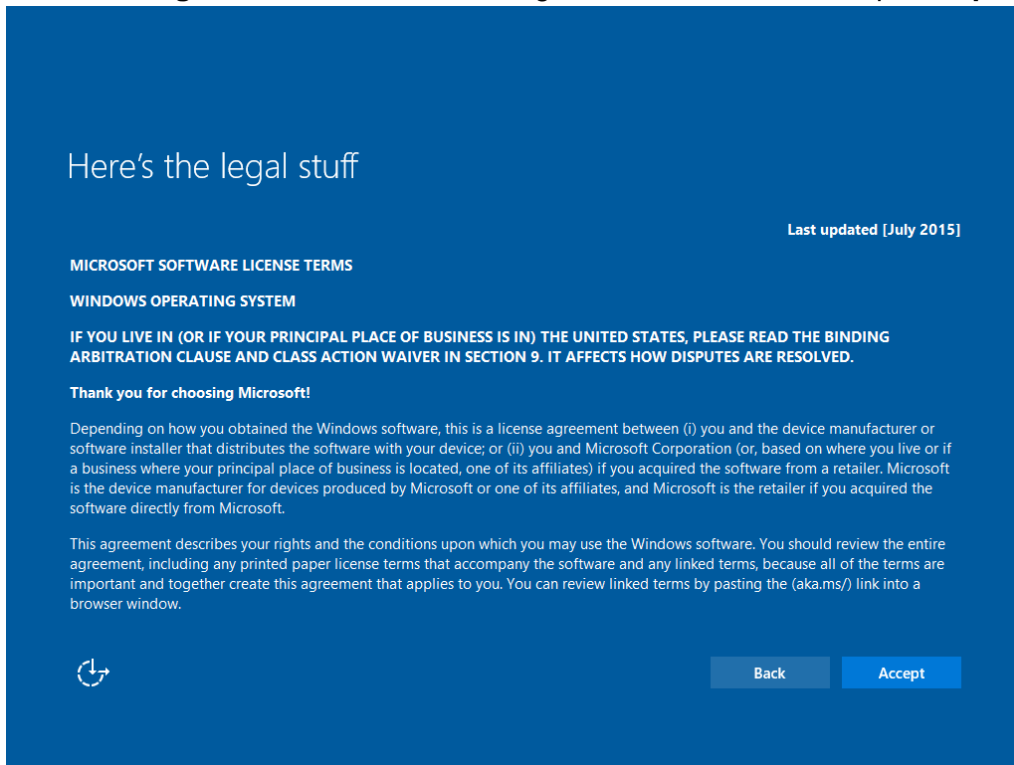 Here's the legal stuff
Last updated [July 2015]
MICROSOFT SOFTWARE LICENSE TERMS
WINDOWS OPERATING SYSTEM
IF YOU LIVE IN (OR IF YOUR PRINCIPAL PLACE OF BUSINESS IS IN) THE UNITED STATES, PLEASE READ THE BINDING
ARBITRATION CLAUSE AND CLASS ACTION WAIVER IN SECTION 9. IT AFFECTS HOW DISPUTES ARE RESOLVED.
Thank you for choosing Microsoft!
Depending on how you obtained the Windows software, this is a license agreement between (i) you and the device manufacturer or
software installer that distributes the software with your device; or (ii) you and Microsoft Corporation (or, based on where you live or if
a business where your principal place of business is located, one of its affiliates) if you acquired the software from a retailer. Microsoft
is the device manufacturer for devices produced by Microsoft or one of its affiliates, and Microsoft is the retailer if you acquired the
software directly from Microsoft.
This agreement describes your rights and the conditions upon which you may use the Windows software. You should review the entire
agreement, including any printed paper license terms that accompany the software and any linked terms, because all of the terms are
important and together create this agreement that applies to you. You can review linked terms by pasting the (aka.ms/) link into a
browser window.
Back
Accept